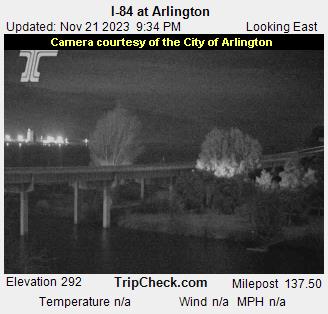 I-84 at Arlington
Updated: Nov 21 2023 9:34 PM Looking East
Camera courtesy of the City of Arlington
Elevation 292 TripCheck.com Milepost 137.50
Temperature n/a Wind n/a MPH n/a